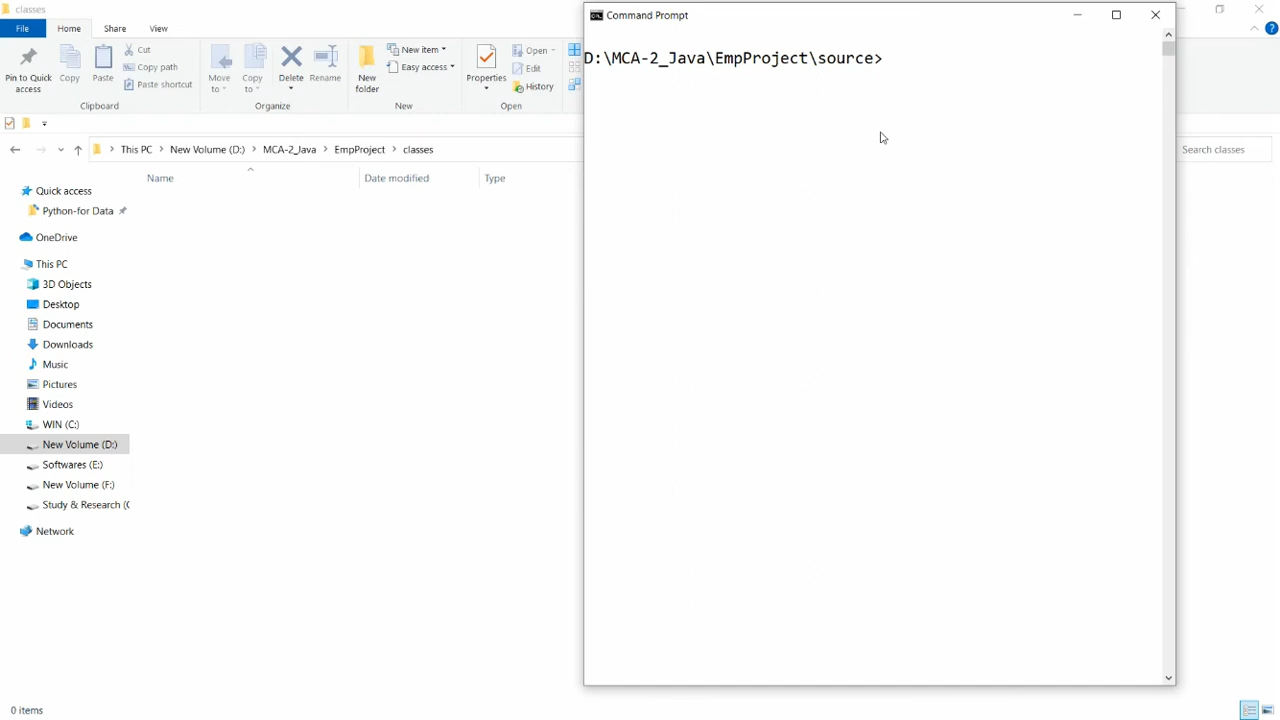 classes
File
Home
Share
View
Pin to Quick access
Copy
Paste
Cut
Copy path
Paste shortcut
Clipboard
Move to
Copy to
Delete
Rename
Organize
New folder
New item
Easy access
New
Properties
Open
Edit
History
Open
This PC
New Volume (D:)
MCA-2_Java
EmpProject
classes
Search classes
Name
Date modified
Type
Quick access
Python-for Data
OneDrive
This PC
3D Objects
Desktop
Documents
Downloads
Music
Pictures
Videos
WIN (C:)
New Volume (D:)
Softwares (E:)
New Volume (F:)
Study & Research (
Network
0 items
Command Prompt
D:\MCA-2_Java\EmpProject\source>